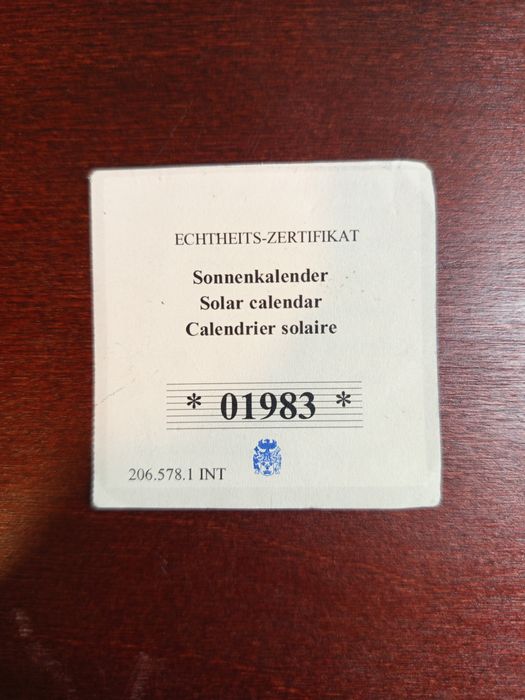 ECHTHEITS-ZERTIFIKAT
Sonnenkalender
Solar calendar
Calendrier solaire
* 01983 *
206.578.1 INT